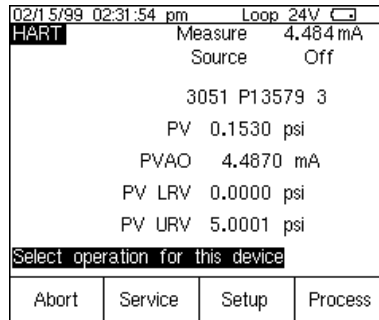 02/15/99 02:31:54 pm Loop 24V
HART Measure 4.484 mA
Source Off
3051 P13579 3
PV 0.1530 psi
PVAO 4.4870 mA
PV LRV 0.0000 psi
PV URV 5.0001 psi
Select operation for this device
Abort Service Setup Process